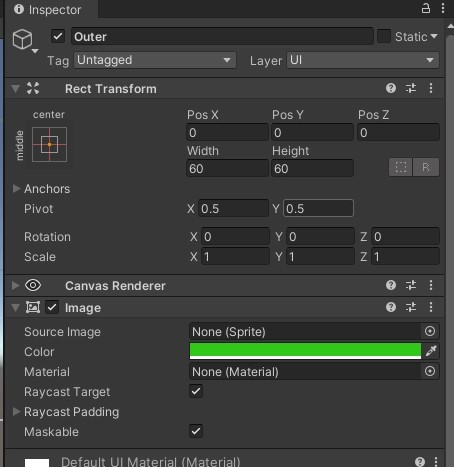 Inspector
Outer
Static
Tag Untagged Layer UI
Rect Transform
center
middle
Pos X Pos Y Pos Z
0 0 0
Width Height
60 60
R
Anchors
Pivot X 0.5 Y 0.5
Rotation X 0 Y 0 Z 0
Scale X 1 Y 1 Z 1
Canvas Renderer
Image
Source Image None (Sprite)
Color
Material None (Material)
Raycast Target
Raycast Padding
Maskable
Default UI Material (Material)